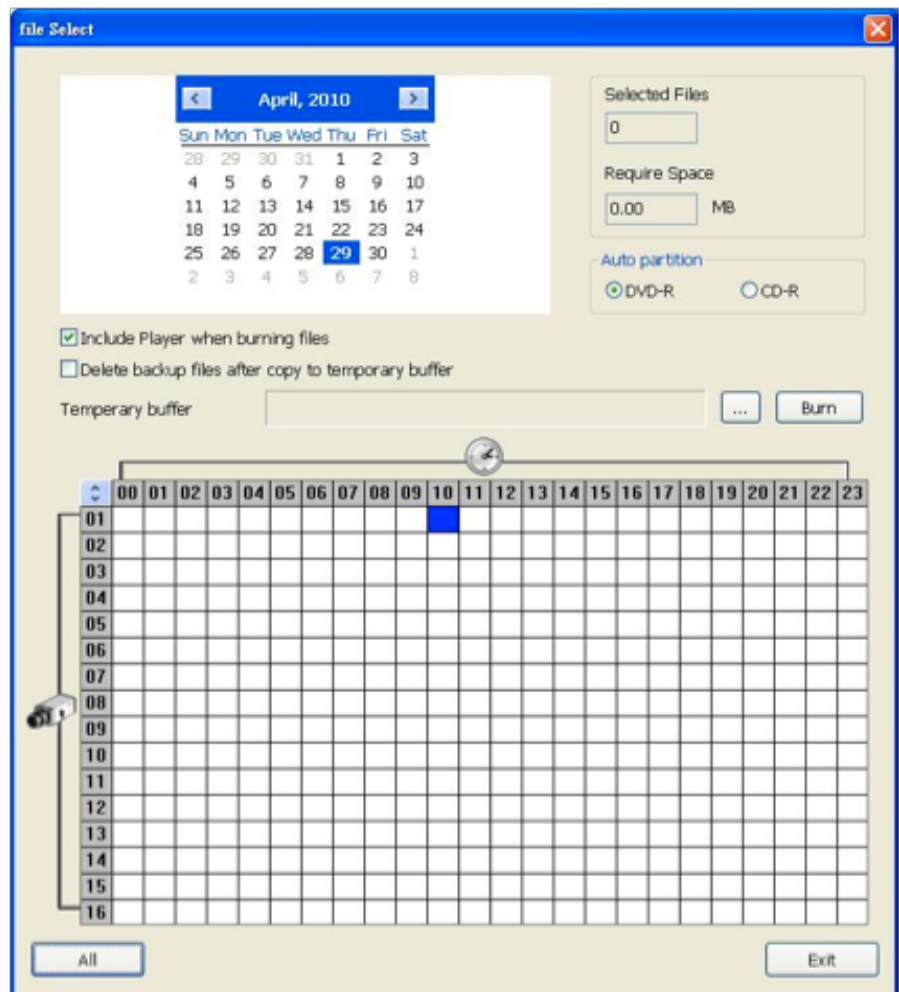 file Select
April, 2010
Sun Mon Tue Wed Thu Fri Sat
28 29 30 31 1 2 3
4 5 6 7 8 9 10
11 12 13 14 15 16 17
18 19 20 21 22 23 24
25 26 27 28 29 30 1
2 3 4 5 6 7 8
Selected Files
0
Require Space
0.00 MB
Auto partition
DVD-R CD-R
Include Player when burning files
Delete backup files after copy to temporary buffer
Temperary buffer ... Burn
00 01 02 03 04 05 06 07 08 09 10 11 12 13 14 15 16 17 18 19 20 21 22 23
01
02
03
04
05
06
07
08
09
10
11
12
13
14
15
16
All Exit